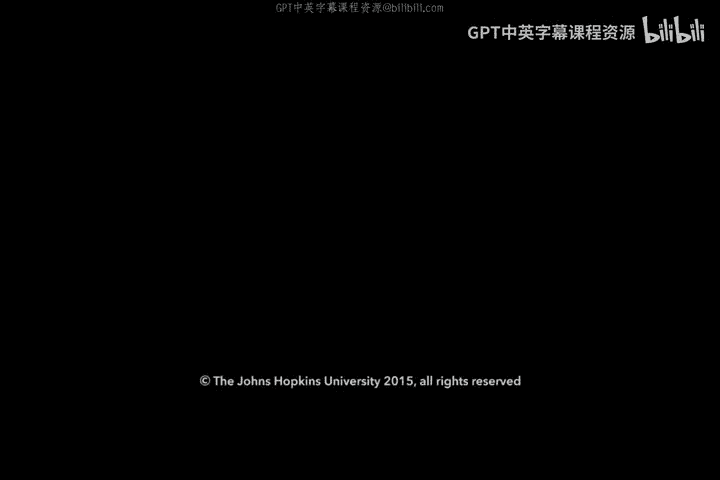 GPT中英字幕课程资源@bilibili.com
GPT中英字幕课程资源 bilibili
© The Johns Hopkins University 2015, all rights reserved